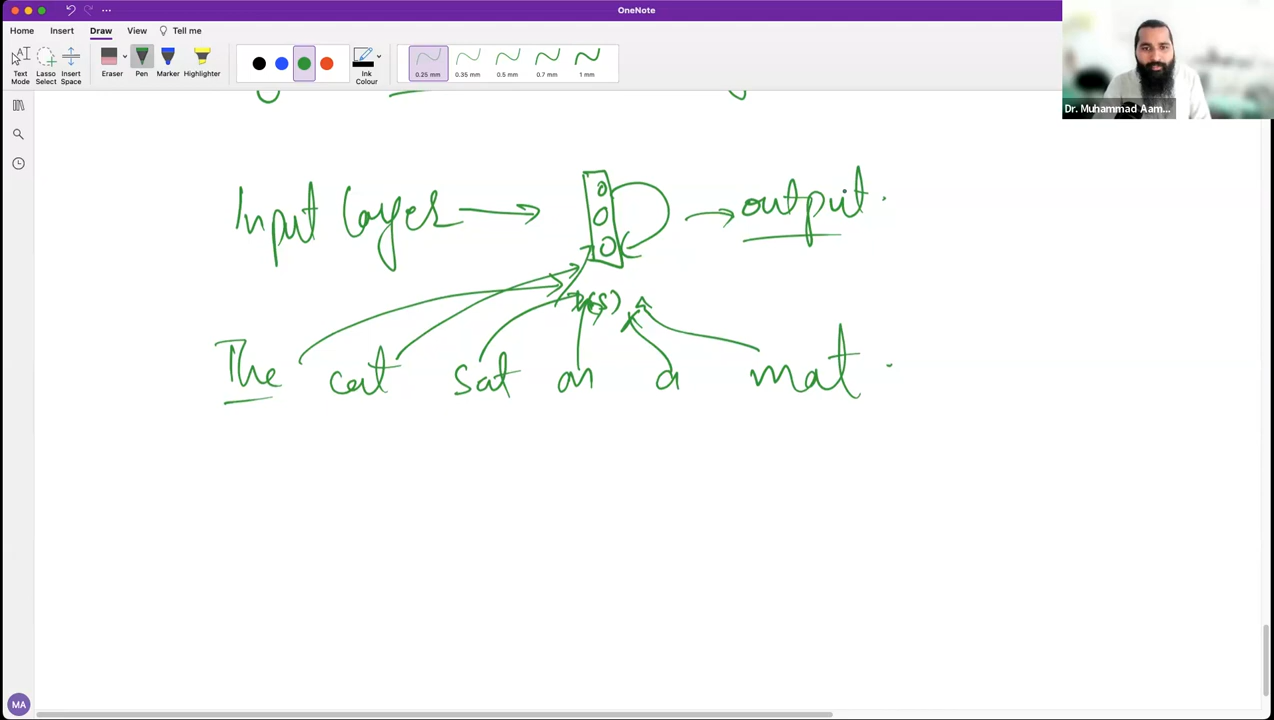 OneNote
Home Insert Draw View Tell me
Text Mode
Lasso Select
Insert Space
Eraser
Pen
Marker
Highlighter
Ink Colour
0.25 mm
0.35 mm
0.5 mm
0.7 mm
1 mm
Dr. Muhammad Aam...
Input layer → output.
The cat sat on a mat.
MA